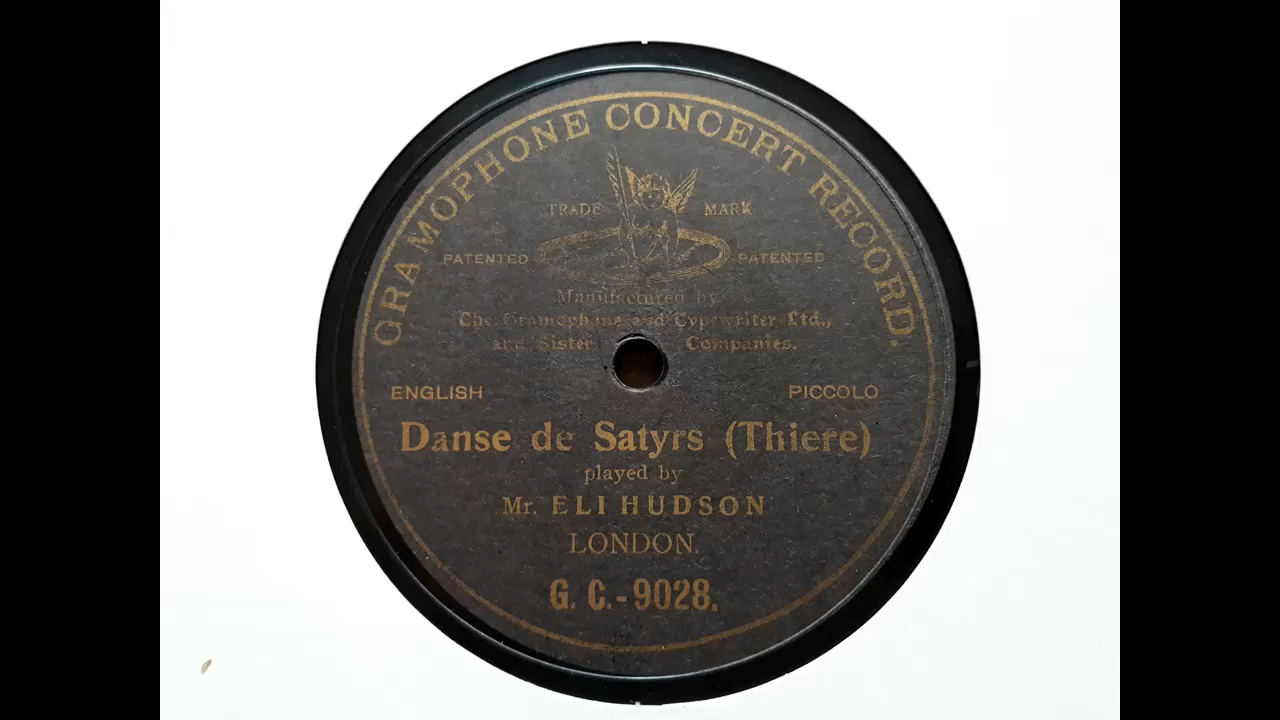 GRAMOPHONE CONCERT RECORD.
TRADE MARK
PATENTED PATENTED
Manufactured by
The Gramophone and Typewriter Ltd.,
and Sister Companies.
ENGLISH PICCOLO
Danse de Satyrs (Thiere)
played by
Mr. ELI HUDSON
LONDON.
G. C.-9028.